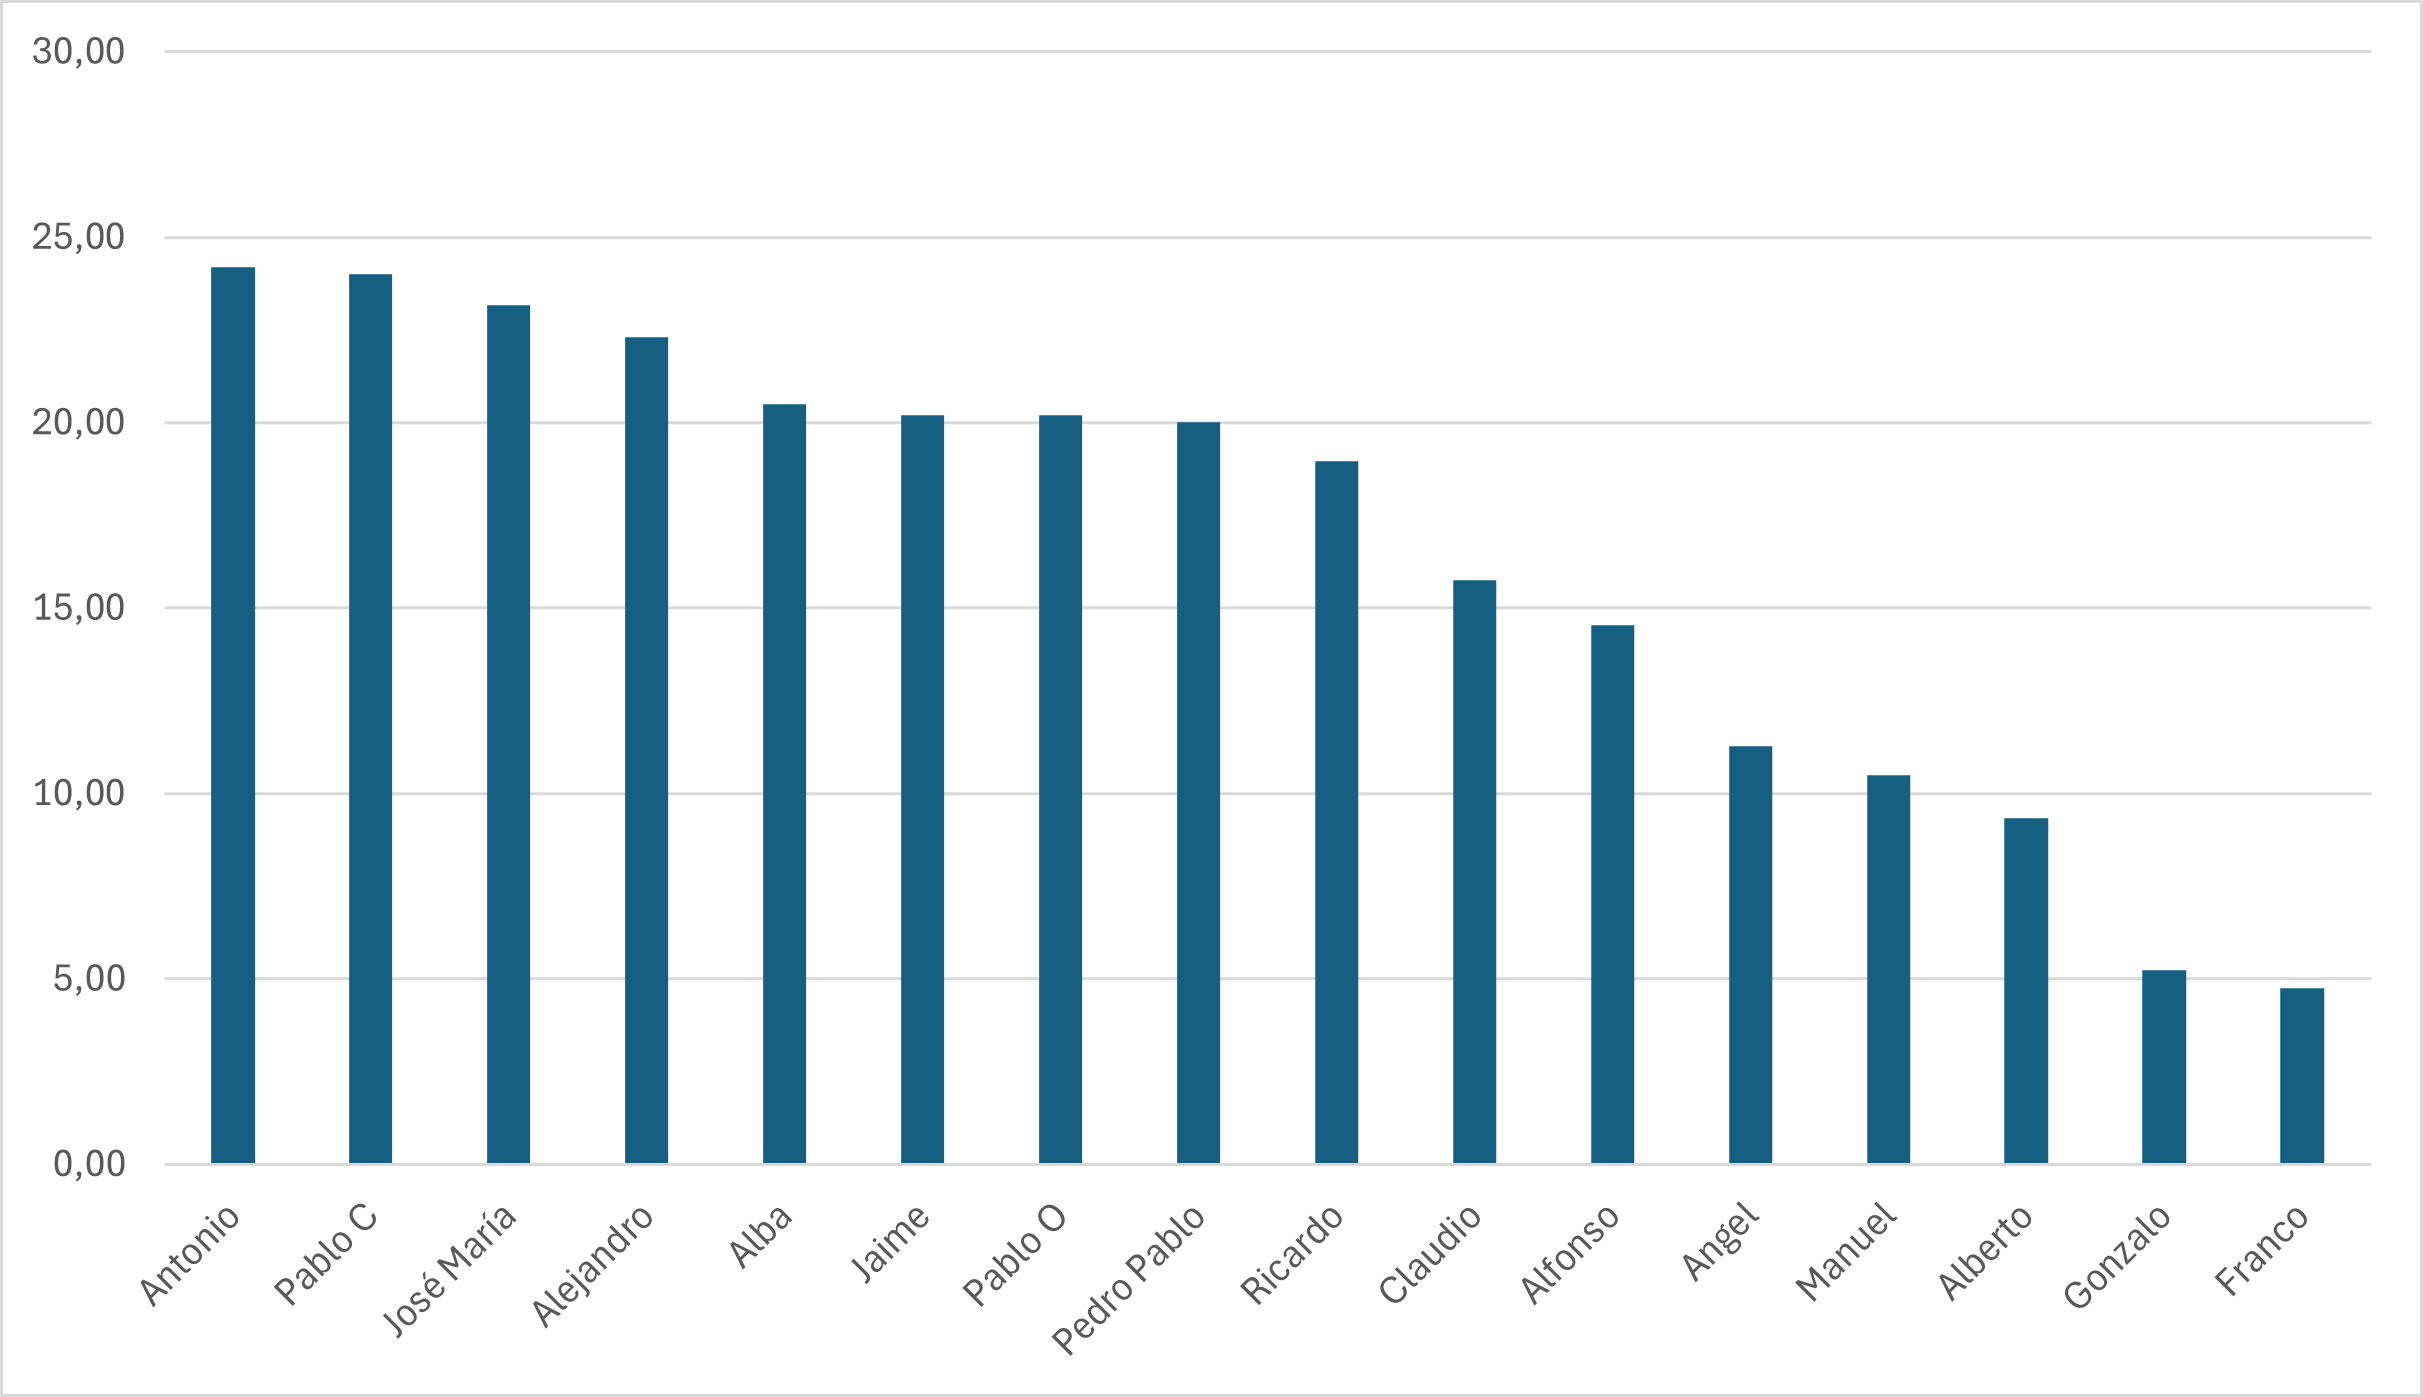 30,00
25,00
20,00
15,00
10,00
5,00
0,00
Antonio
Pablo C
José María
Alejandro
Alba
Jaime
Pablo O
Pedro Pablo
Ricardo
Claudio
Alfonso
Angel
Manuel
Alberto
Gonzalo
Franco